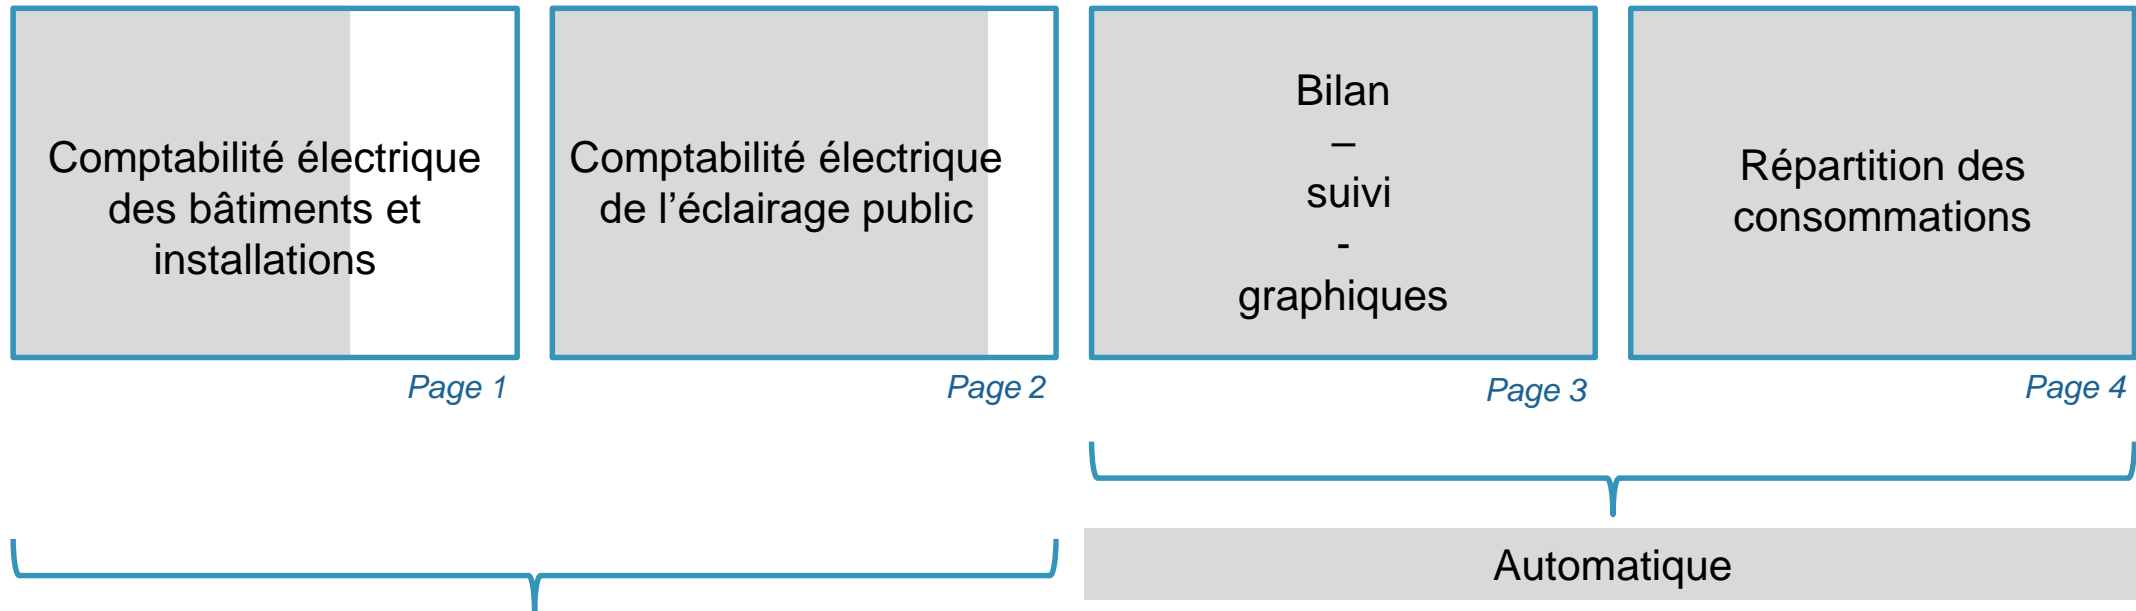 Comptabilité électrique
des bâtiments et
installations
Page 1
Comptabilité électrique
de l’éclairage public
Page 2
Bilan
–
suivi
-
graphiques
Page 3
Répartition des
consommations
Page 4
Automatique